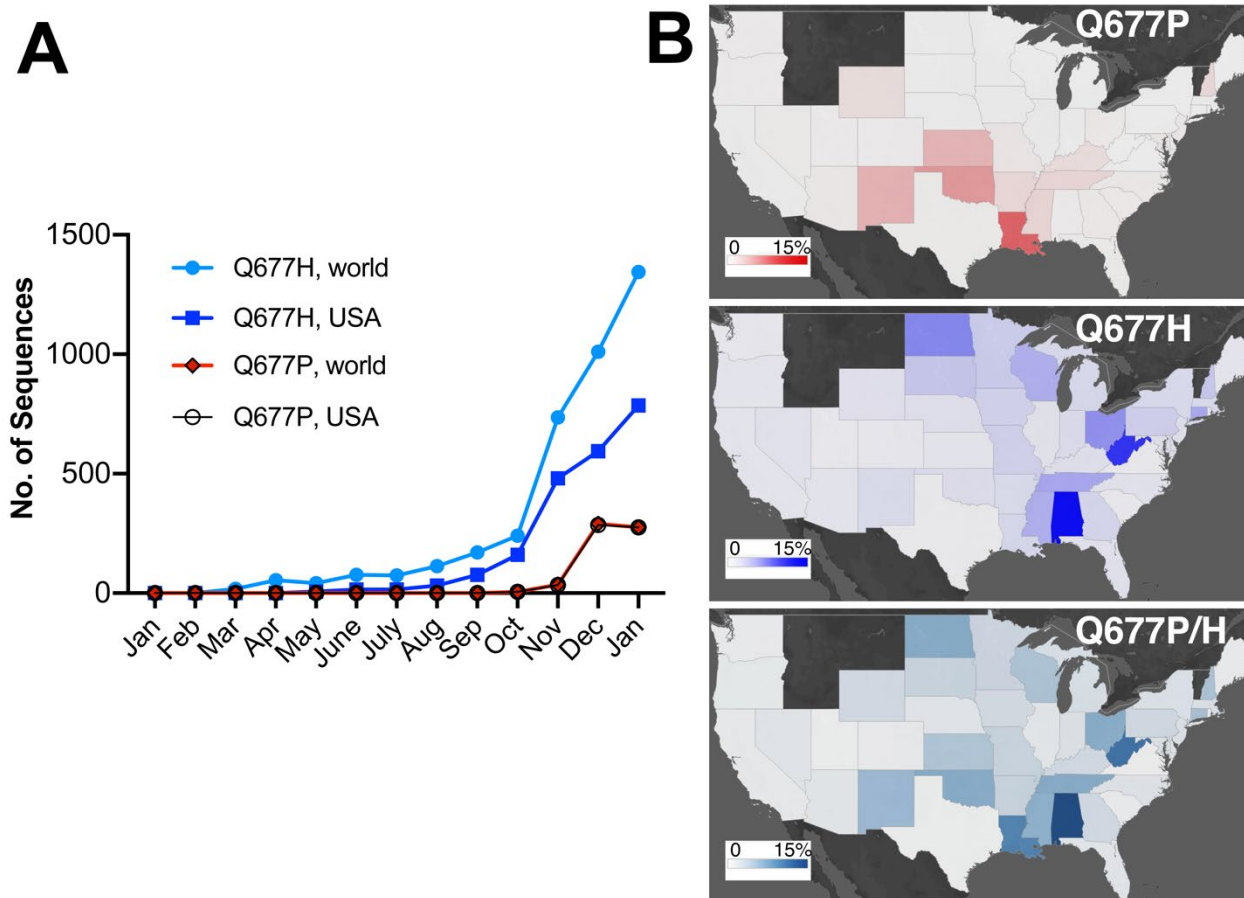 A
1500
1000
500
0
No. of Sequences
Q677H, world
Q677H, USA
Q677P, world
Q677P, USA
Jan Feb Mar Apr May June July Aug Sep Oct Nov Dec Jan
B
Q677P
0 15%
Q677H
0 15%
Q677P/H
0 15%